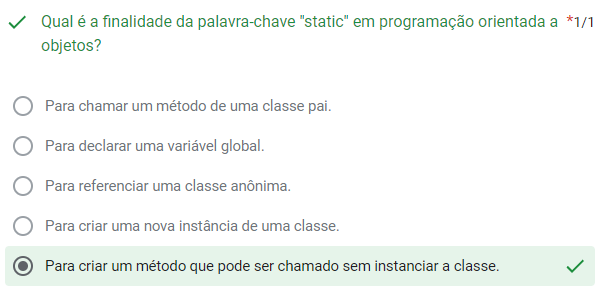 Qual é a finalidade da palavra-chave "static" em programação orientada a *1/1
objetos?
Para chamar um método de uma classe pai.
Para declarar uma variável global.
Para referenciar uma classe anônima.
Para criar uma nova instância de uma classe.
Para criar um método que pode ser chamado sem instanciar a classe.